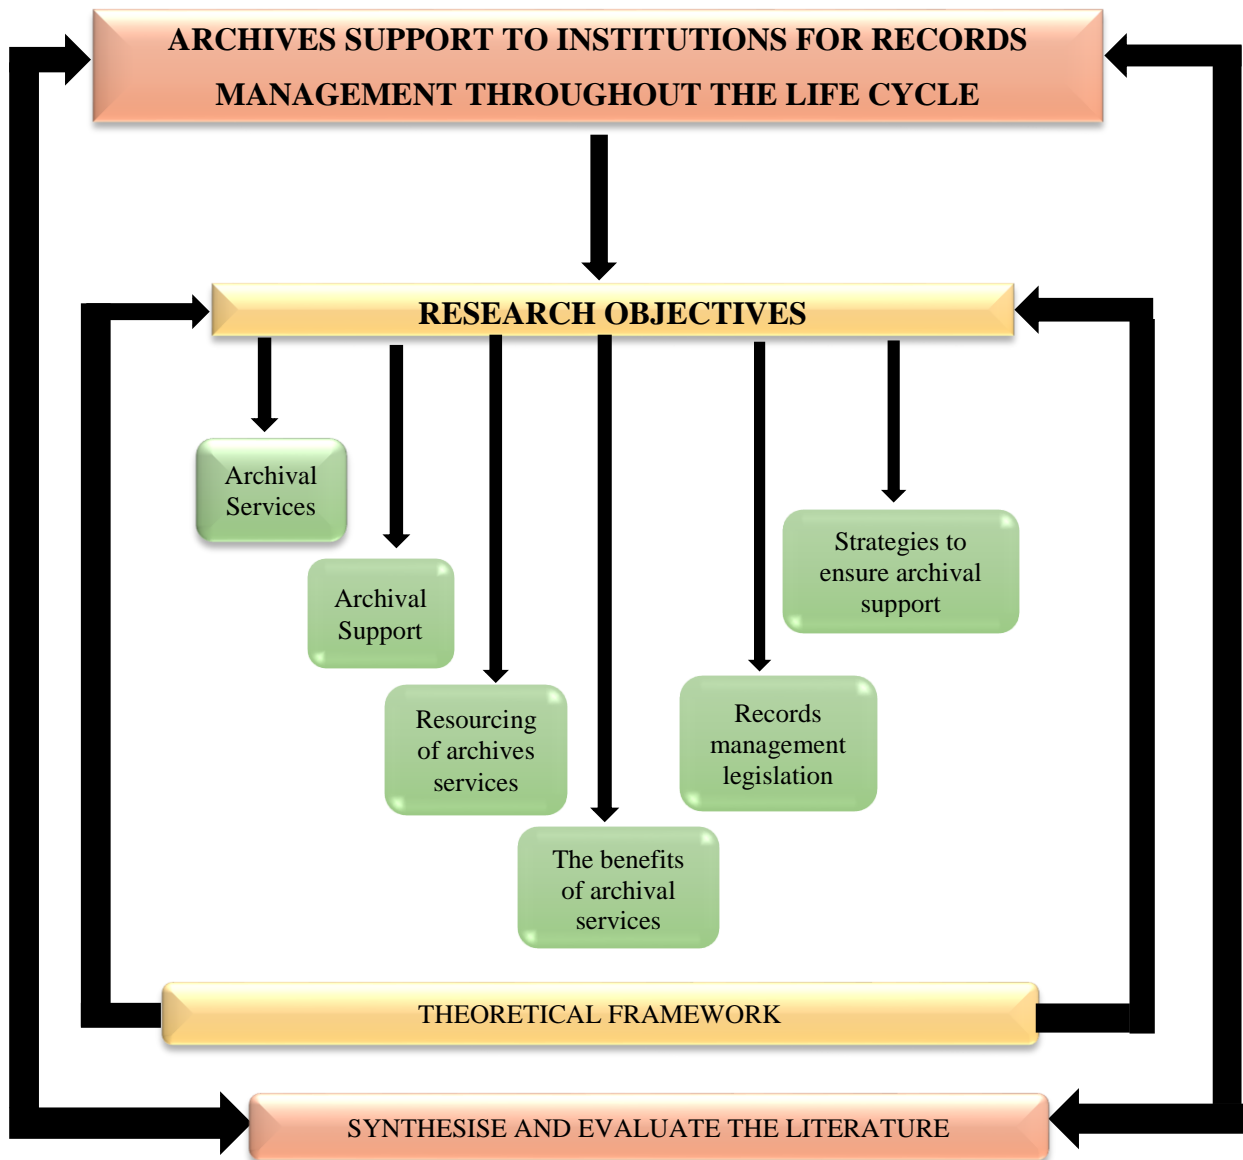 ARCHIVES SUPPORT TO INSTITUTIONS FOR RECORDS
MANAGEMENT THROUGHOUT THE LIFE CYCLE
RESEARCH OBJECTIVES
Archival
Services
Archival
Support
Resourcing
of archives
services
The benefits
of archival
services
Records
management
legislation
Strategies to
ensure archival
support
THEORETICAL FRAMEWORK
SYNTHESISE AND EVALUATE THE LITERATURE